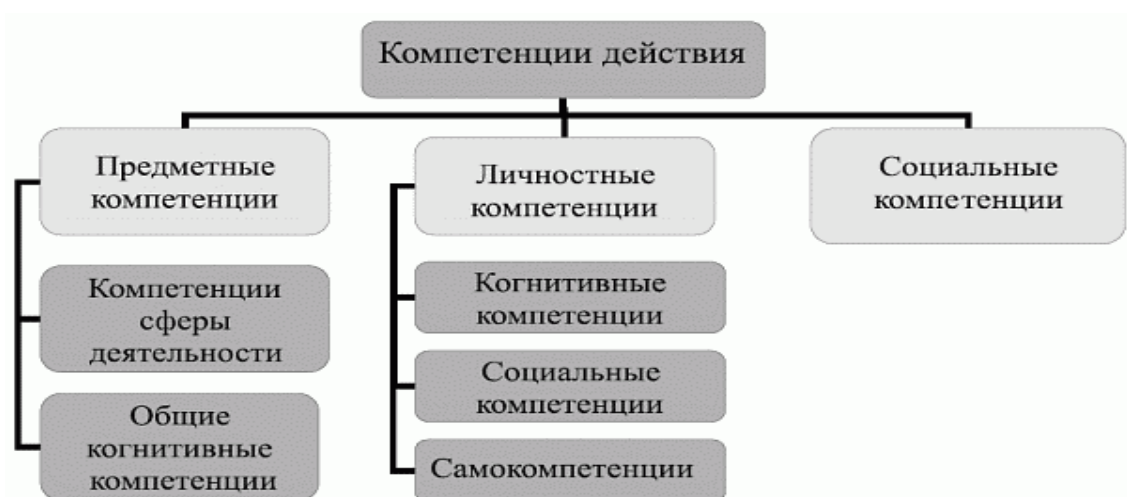 Компетенции действия
Предметные
компетенции
Личностные
компетенции
Социальные
компетенции
Компетенции
сферы
деятельности
Когнитивные
компетенции
Социальные
компетенции
Общие
когнитивные
компетенции
Самокомпетенции